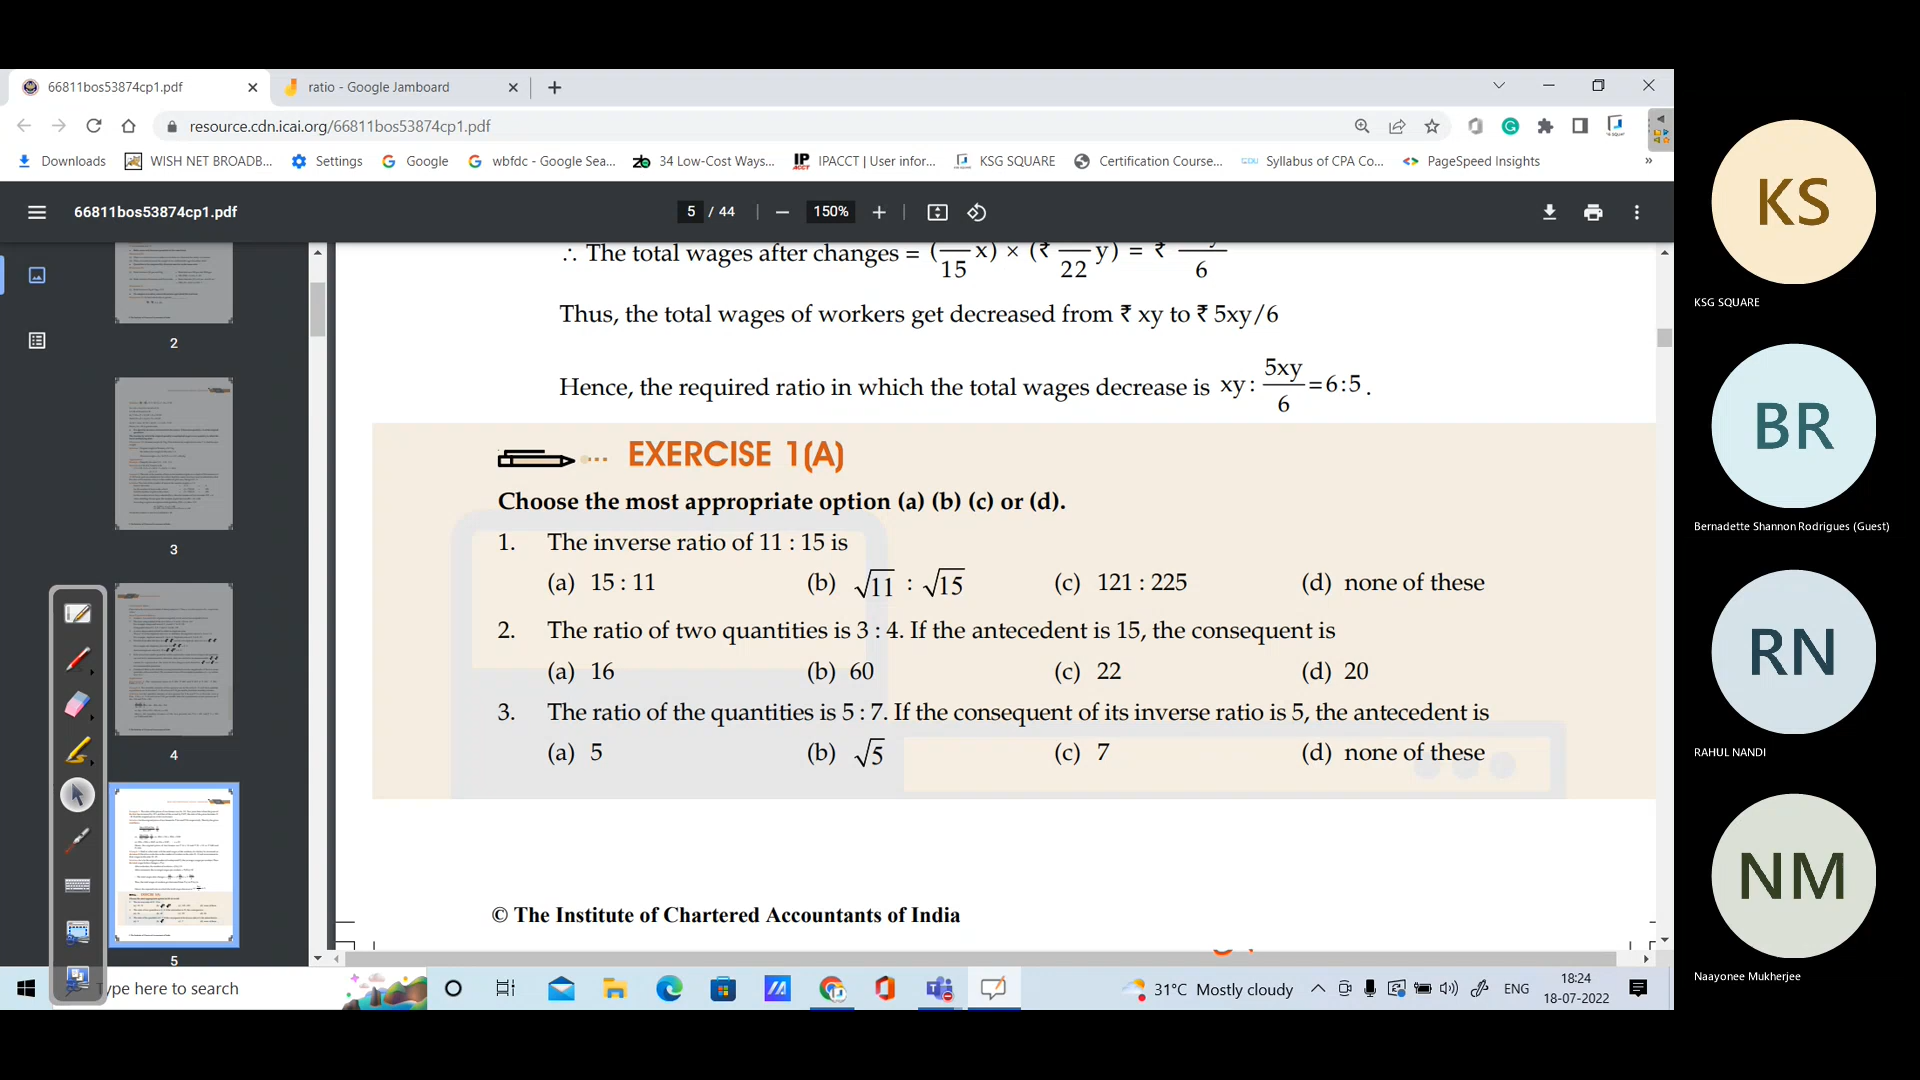 66811bos53874cp1.pdf
ratio - Google Jamboard
resource.cdn.icai.org/66811bos53874cp1.pdf
Downloads
WISH NET BROADB...
Settings
Google
wbfdc - Google Sea...
34 Low-Cost Ways...
IPACCT | User infor...
KSG SQUARE
Certification Course...
Syllabus of CPA Co...
PageSpeed Insights
»
66811bos53874cp1.pdf
5 / 44
150%
2
3
4
5
∴ The total wages after changes = (—/15 x) × (₹ —/22 y) = ₹ —/6
Thus, the total wages of workers get decreased from ₹ xy to ₹ 5xy/6
Hence, the required ratio in which the total wages decrease is xy : 5xy/6 = 6:5 .
EXERCISE 1(A)
Choose the most appropriate option (a) (b) (c) or (d).
1. The inverse ratio of 11 : 15 is
(a) 15 : 11 (b) √11 : √15 (c) 121 : 225 (d) none of these
2. The ratio of two quantities is 3 : 4. If the antecedent is 15, the consequent is
(a) 16 (b) 60 (c) 22 (d) 20
3. The ratio of the quantities is 5 : 7. If the consequent of its inverse ratio is 5, the antecedent is
(a) 5 (b) √5 (c) 7 (d) none of these
© The Institute of Chartered Accountants of India
ype here to search
31°C Mostly cloudy
ENG
18:24
18-07-2022
KS
KSG SQUARE
BR
Bernadette Shannon Rodrigues (Guest)
RN
RAHUL NANDI
NM
Naayonee Mukherjee